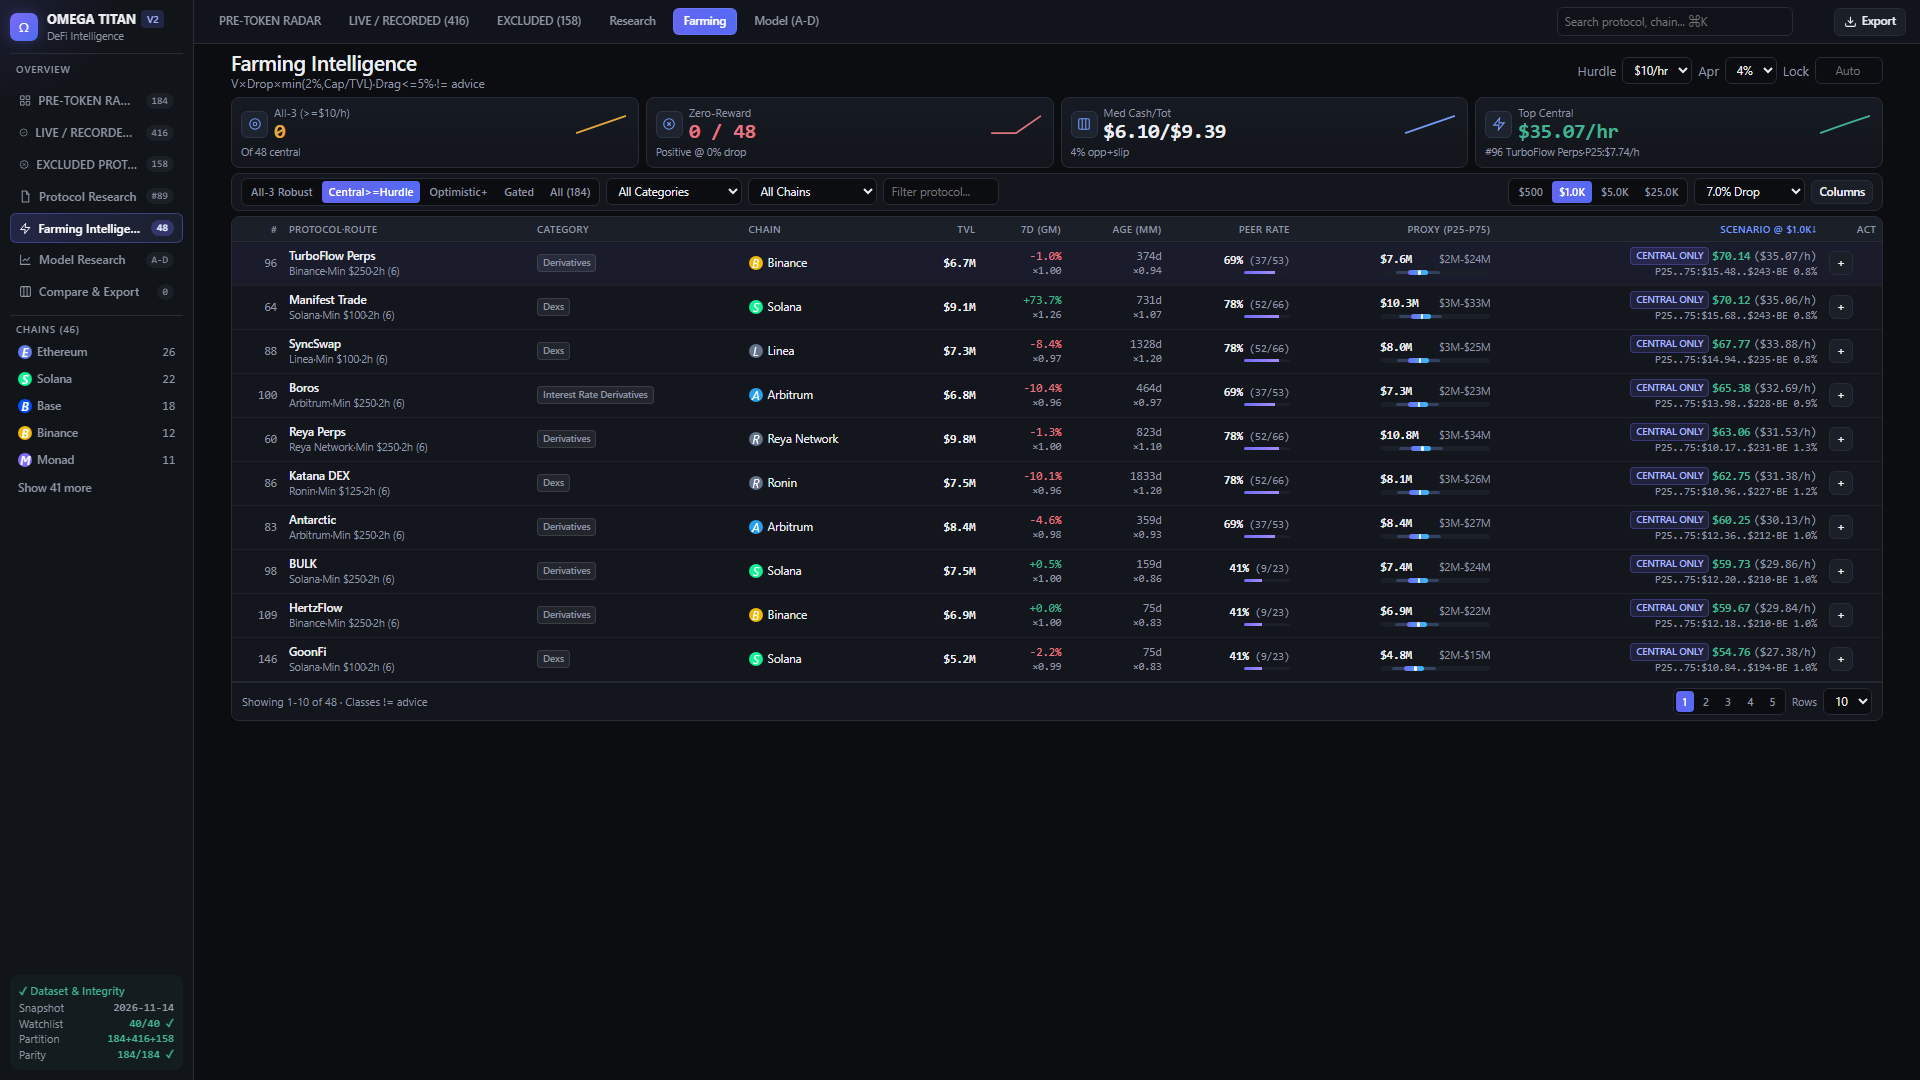 Ω OMEGA TITAN V2
DeFi Intelligence
OVERVIEW
PRE-TOKEN RA... 184
LIVE / RECORDE... 416
EXCLUDED PROT... 158
Protocol Research #89
Farming Intellige... 48
Model Research A-D
Compare & Export 0
CHAINS (46)
E Ethereum 26
S Solana 22
B Base 18
B Binance 12
M Monad 11
Show 41 more
✓ Dataset & Integrity
Snapshot 2026-11-14
Watchlist 40/40 ✓
Partition 184+416+158
Parity 184/184 ✓
PRE-TOKEN RADAR LIVE / RECORDED (416) EXCLUDED (158) Research Farming Model (A-D) Search protocol, chain... ⌘K Export
Farming Intelligence
V×Drop×min(2%,Cap/TVL)·Drag<=5%·!= advice
Hurdle $10/hr Apr 4% Lock Auto
All-3 (>=$10/h)
0
Of 48 central
Zero-Reward
0 / 48
Positive @ 0% drop
Med Cash/Tot
$6.10/$9.39
4% opp+slip
Top Central
$35.07/hr
#96 TurboFlow Perps·P25:$7.74/h
All-3 Robust Central>=Hurdle Optimistic+ Gated All (184) All Categories All Chains Filter protocol... $500 $1.0K $5.0K $25.0K 7.0% Drop Columns
# PROTOCOL·ROUTE CATEGORY CHAIN TVL 7D (GM) AGE (MM) PEER RATE PROXY (P25-P75) SCENARIO @ $1.0K↓ ACT
96 TurboFlow Perps Derivatives B Binance $6.7M -1.0% 374d 69% (37/53) $7.6M $2M-$24M CENTRAL ONLY $70.14 ($35.07/h) +
Binance·Min $250·2h (6) ×1.00 ×0.94 P25..75:$15.48..$243·BE 0.8%
64 Manifest Trade Dexs S Solana $9.1M +73.7% 731d 78% (52/66) $10.3M $3M-$33M CENTRAL ONLY $70.12 ($35.06/h) +
Solana·Min $100·2h (6) ×1.26 ×1.07 P25..75:$15.68..$243·BE 0.8%
88 SyncSwap Dexs L Linea $7.3M -8.4% 1328d 78% (52/66) $8.0M $3M-$25M CENTRAL ONLY $67.77 ($33.88/h) +
Linea·Min $100·2h (6) ×0.97 ×1.20 P25..75:$14.94..$235·BE 0.8%
100 Boros Interest Rate Derivatives A Arbitrum $6.8M -10.4% 464d 69% (37/53) $7.3M $2M-$23M CENTRAL ONLY $65.38 ($32.69/h) +
Arbitrum·Min $250·2h (6) ×0.96 ×0.97 P25..75:$13.98..$228·BE 0.9%
60 Reya Perps Derivatives R Reya Network $9.8M -1.3% 823d 78% (52/66) $10.8M $3M-$34M CENTRAL ONLY $63.06 ($31.53/h) +
Reya Network·Min $250·2h (6) ×1.00 ×1.10 P25..75:$10.17..$231·BE 1.3%
86 Katana DEX Dexs R Ronin $7.5M -10.1% 1833d 78% (52/66) $8.1M $3M-$26M CENTRAL ONLY $62.75 ($31.38/h) +
Ronin·Min $125·2h (6) ×0.96 ×1.20 P25..75:$10.96..$227·BE 1.2%
83 Antarctic Derivatives A Arbitrum $8.4M -4.6% 359d 69% (37/53) $8.4M $3M-$27M CENTRAL ONLY $60.25 ($30.13/h) +
Arbitrum·Min $250·2h (6) ×0.98 ×0.93 P25..75:$12.36..$212·BE 1.0%
98 BULK Derivatives S Solana $7.5M +0.5% 159d 41% (9/23) $7.4M $2M-$24M CENTRAL ONLY $59.73 ($29.86/h) +
Solana·Min $250·2h (6) ×1.00 ×0.86 P25..75:$12.20..$210·BE 1.0%
109 HertzFlow Derivatives B Binance $6.9M +0.0% 75d 41% (9/23) $6.9M $2M-$22M CENTRAL ONLY $59.67 ($29.84/h) +
Binance·Min $250·2h (6) ×1.00 ×0.83 P25..75:$12.18..$210·BE 1.0%
146 GoonFi Dexs S Solana $5.2M -2.2% 75d 41% (9/23) $4.8M $2M-$15M CENTRAL ONLY $54.76 ($27.38/h) +
Solana·Min $100·2h (6) ×0.99 ×0.83 P25..75:$10.84..$194·BE 1.0%
Showing 1-10 of 48 · Classes != advice 1 2 3 4 5 Rows 10